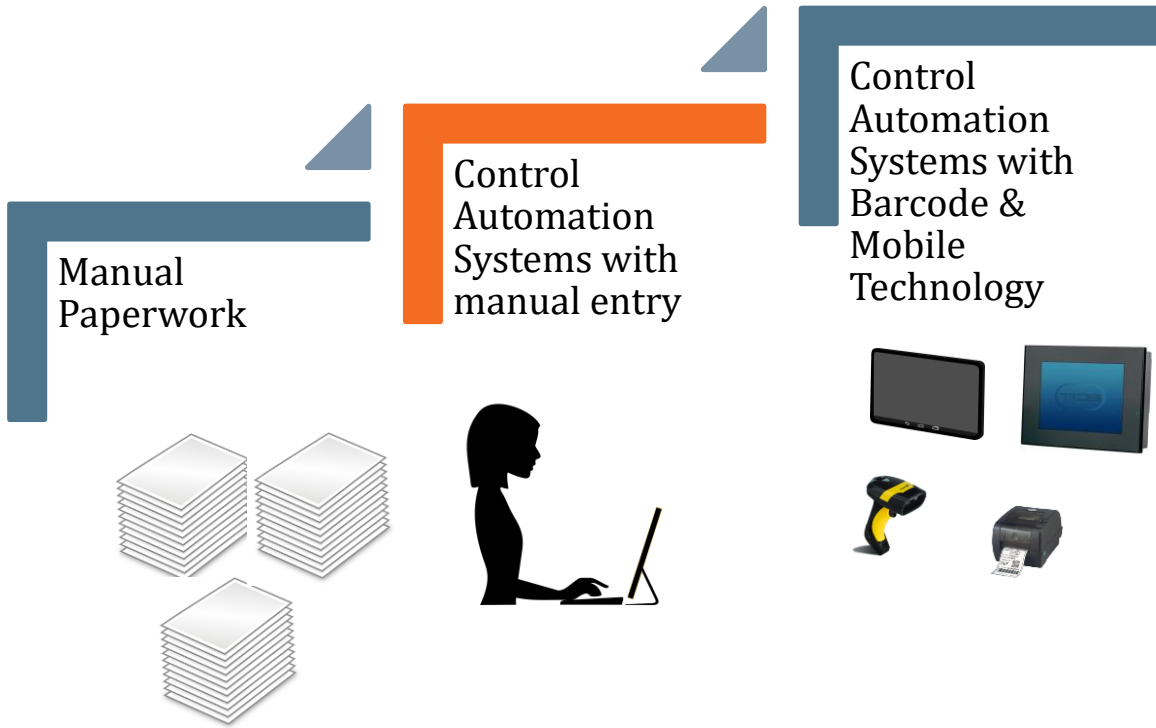 Manual
Paperwork
Control
Automation
Systems with
manual entry
Control
Automation
Systems with
Barcode &
Mobile
Technology